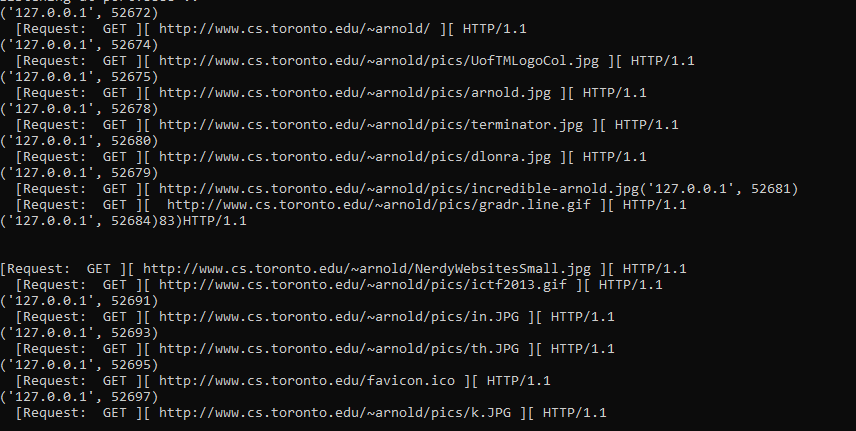 ('127.0.0.1', 52672)
[Request:  GET ][ http://www.cs.toronto.edu/~arnold/ ][ HTTP/1.1
('127.0.0.1', 52674)
[Request:  GET ][ http://www.cs.toronto.edu/~arnold/pics/UofTMLogoCol.jpg ][ HTTP/1.1
('127.0.0.1', 52675)
[Request:  GET ][ http://www.cs.toronto.edu/~arnold/pics/arnold.jpg ][ HTTP/1.1
('127.0.0.1', 52678)
[Request:  GET ][ http://www.cs.toronto.edu/~arnold/pics/terminator.jpg ][ HTTP/1.1
('127.0.0.1', 52680)
[Request:  GET ][ http://www.cs.toronto.edu/~arnold/pics/dlonra.jpg ][ HTTP/1.1
('127.0.0.1', 52679)
[Request:  GET ][ http://www.cs.toronto.edu/~arnold/pics/incredible-arnold.jpg('127.0.0.1', 52681)
[Request:  GET ][  http://www.cs.toronto.edu/~arnold/pics/gradr.line.gif ][ HTTP/1.1
('127.0.0.1', 52684)83)HTTP/1.1
[Request:  GET ][ http://www.cs.toronto.edu/~arnold/NerdyWebsitesSmall.jpg ][ HTTP/1.1
[Request:  GET ][ http://www.cs.toronto.edu/~arnold/pics/ictf2013.gif ][ HTTP/1.1
('127.0.0.1', 52691)
[Request:  GET ][ http://www.cs.toronto.edu/~arnold/pics/in.JPG ][ HTTP/1.1
('127.0.0.1', 52693)
[Request:  GET ][ http://www.cs.toronto.edu/~arnold/pics/th.JPG ][ HTTP/1.1
('127.0.0.1', 52695)
[Request:  GET ][ http://www.cs.toronto.edu/favicon.ico ][ HTTP/1.1
('127.0.0.1', 52697)
[Request:  GET ][ http://www.cs.toronto.edu/~arnold/pics/k.JPG ][ HTTP/1.1